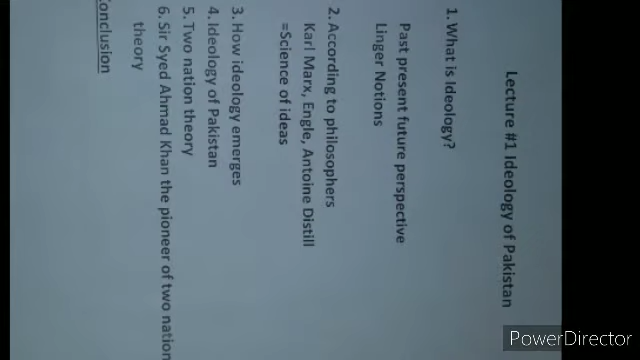 Lecture #1 Ideology of Pakistan
1. What is Ideology?
Past present future perspective
Linger Notions
2. According to philosophers
Karl Marx, Engle, Antoine Distill
=Science of ideas
3. How ideology emerges
4. Ideology of Pakistan
5. Two nation theory
6. Sir Syed Ahmad Khan the pioneer of two nation
theory
Conclusion
PowerDirector